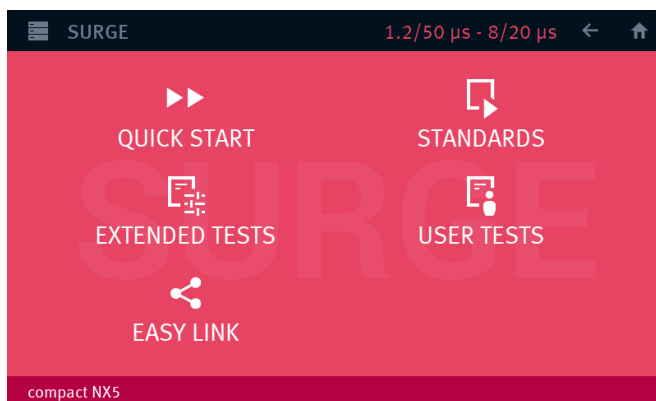 SURGE
1.2/50 µs - 8/20 µs
QUICK START
STANDARDS
EXTENDED TESTS
USER TESTS
EASY LINK
SURGE
compact NX5